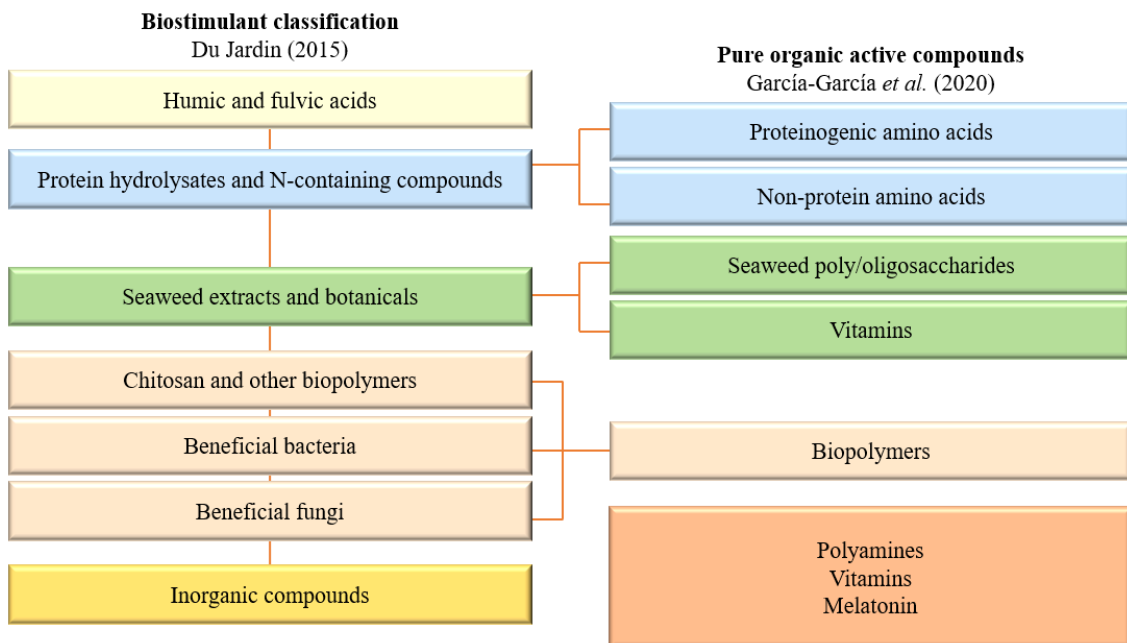 Biostimulant classification
Du Jardin (2015)
Humic and fulvic acids
Protein hydrolysates and N-containing compounds
Seaweed extracts and botanicals
Chitosan and other biopolymers
Beneficial bacteria
Beneficial fungi
Inorganic compounds
Pure organic active compounds
García-García et al. (2020)
Proteinogenic amino acids
Non-protein amino acids
Seaweed poly/oligosaccharides
Vitamins
Biopolymers
Polyamines
Vitamins
Melatonin